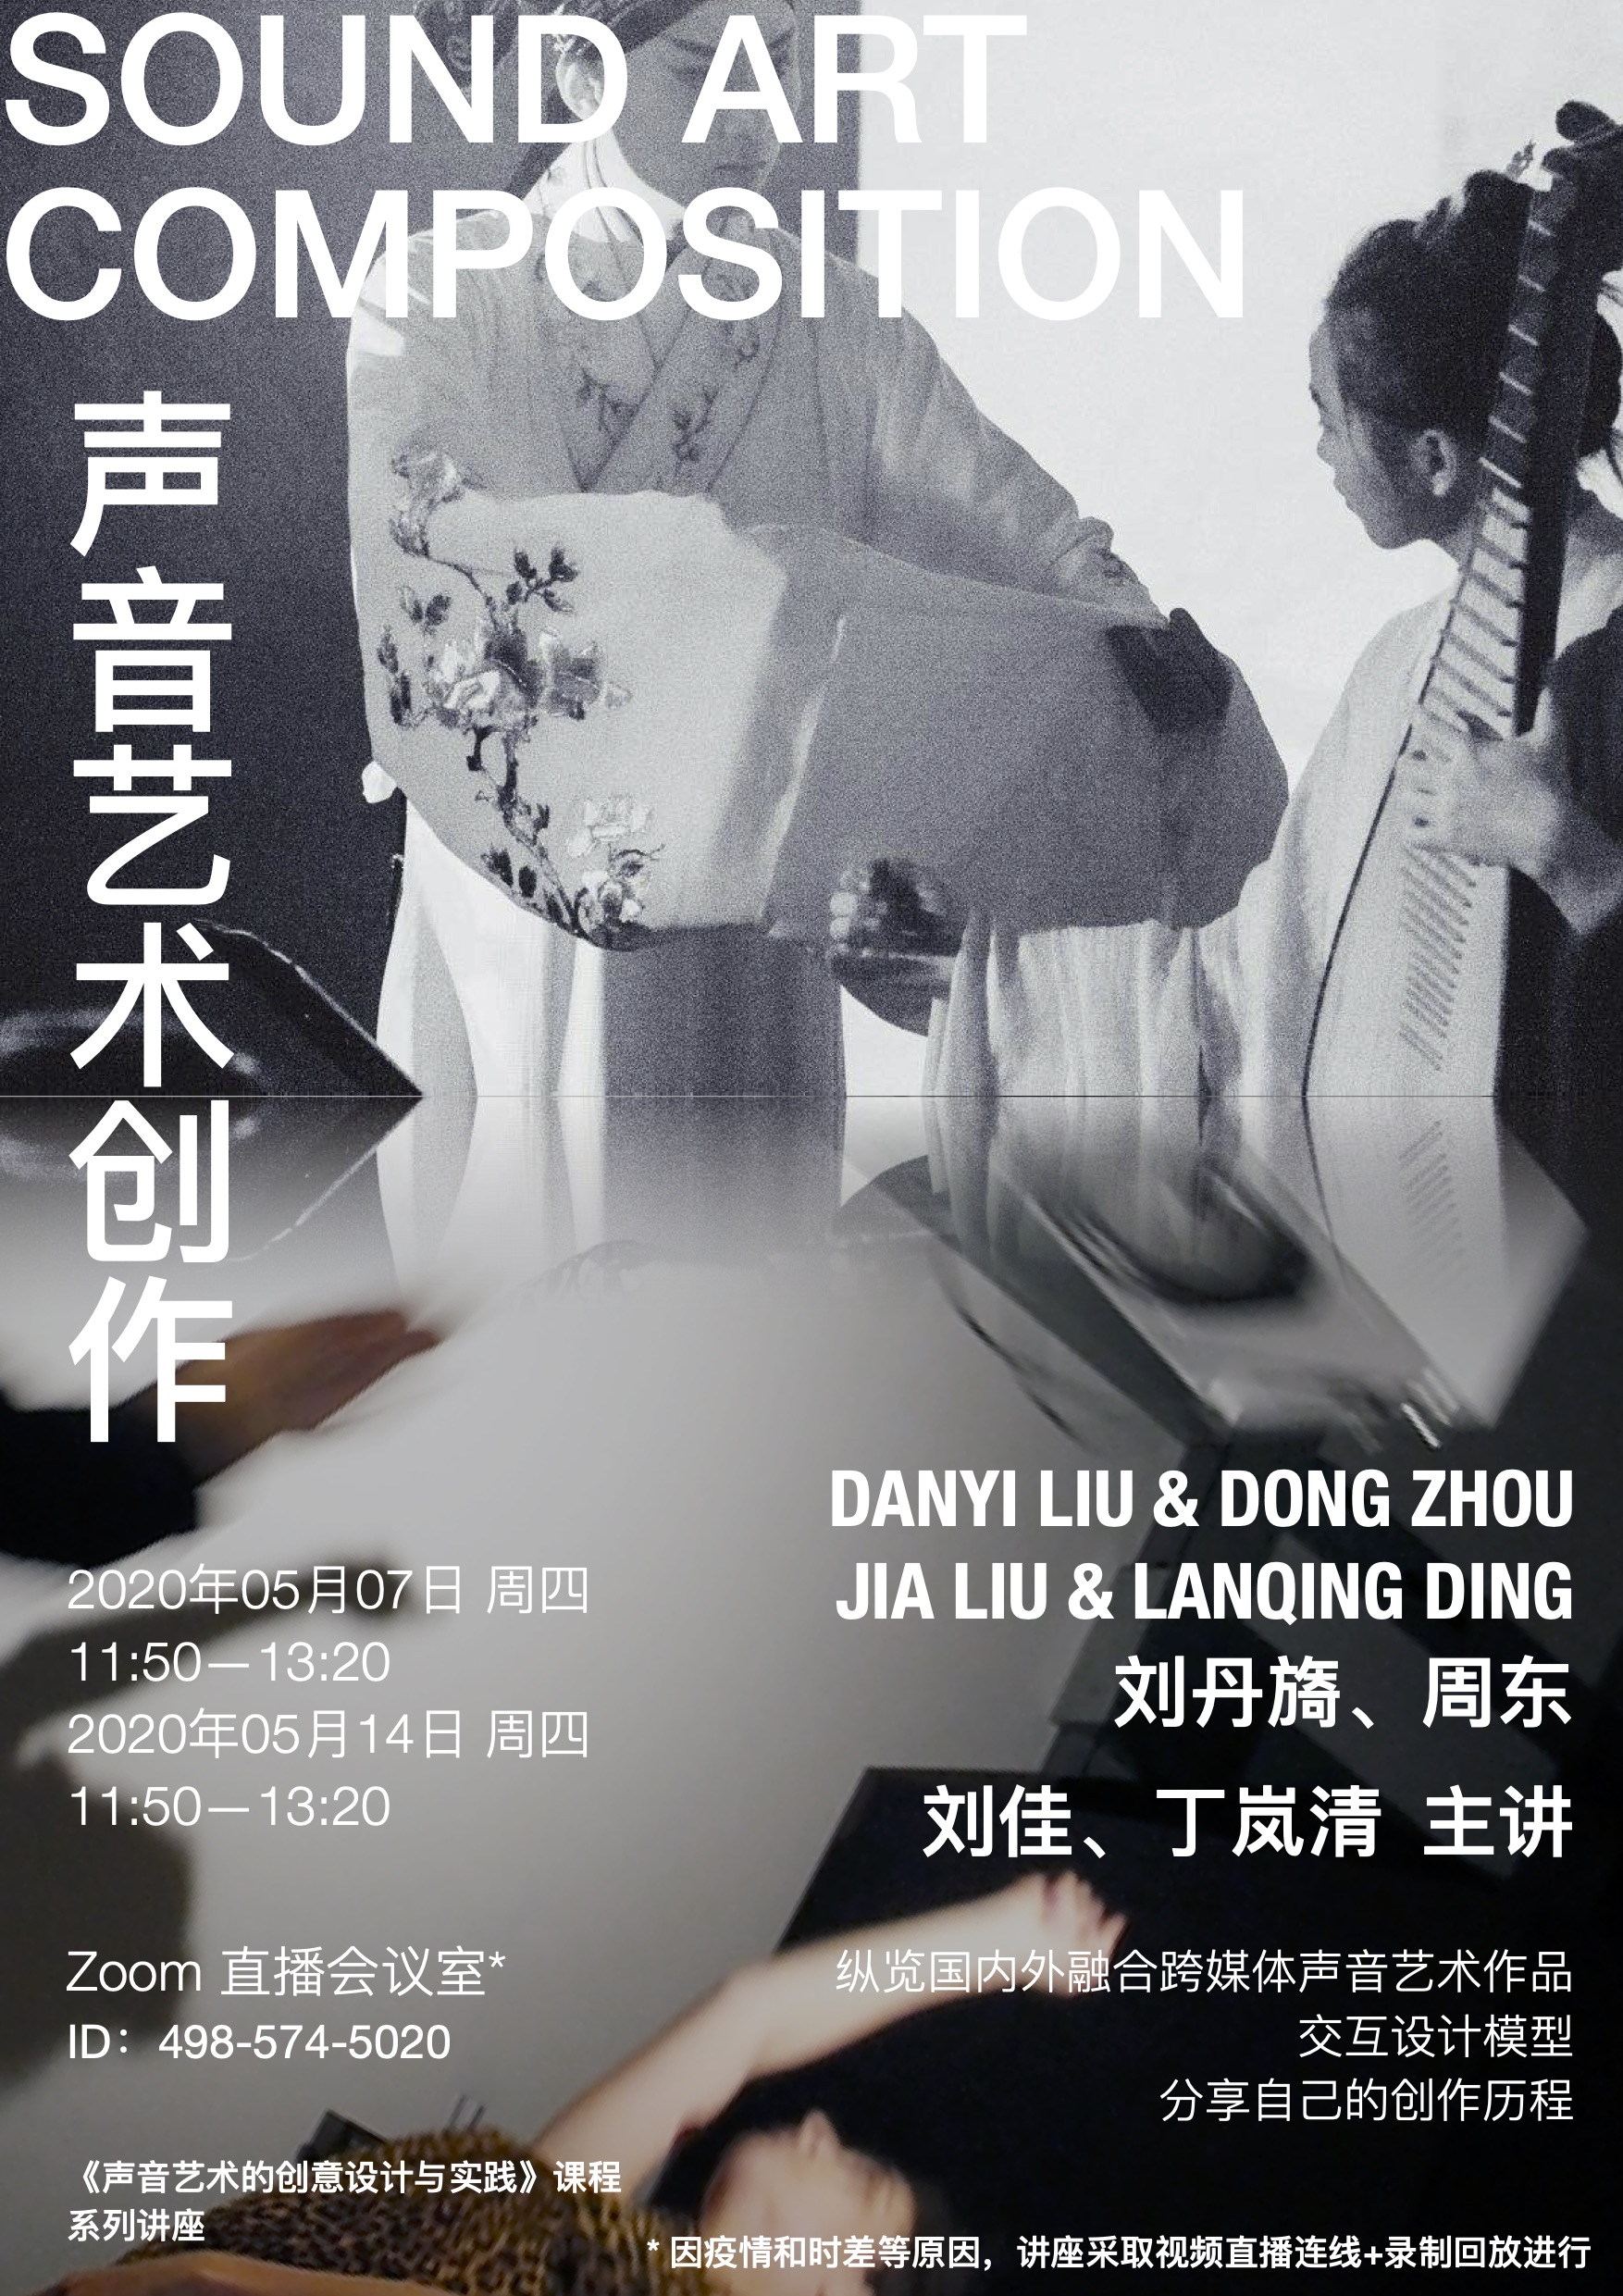 SOUND ART
COMPOSITION
声音艺术创作
DANYI LIU & DONG ZHOU
JIA LIU & LANQING DING
刘丹旖、周东
刘佳、丁岚清 主讲
2020年05月07日 周四
11:50—13:20
2020年05月14日 周四
11:50—13:20
Zoom 直播会议室*
ID：498-574-5020
纵览国内外融合跨媒体声音艺术作品
交互设计模型
分享自己的创作历程
《声音艺术的创意设计与实践》课程
系列讲座
* 因疫情和时差等原因，讲座采取视频直播连线+录制回放进行